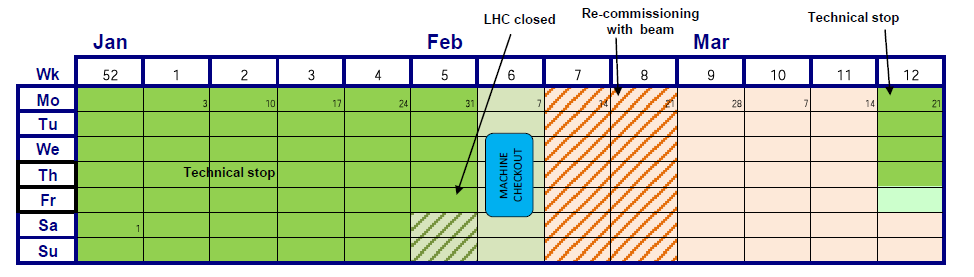 LHC closed
Re-commissioning
with beam
Technical stop
Jan Feb Mar
Wk 52 1 2 3 4 5 6 7 8 9 10 11 12
Mo 3 10 17 24 31 7 14 21 28 7 14 21
Tu
We
Th Technical stop
Fr
Sa 1
Su
MACHINE
CHECKOUT